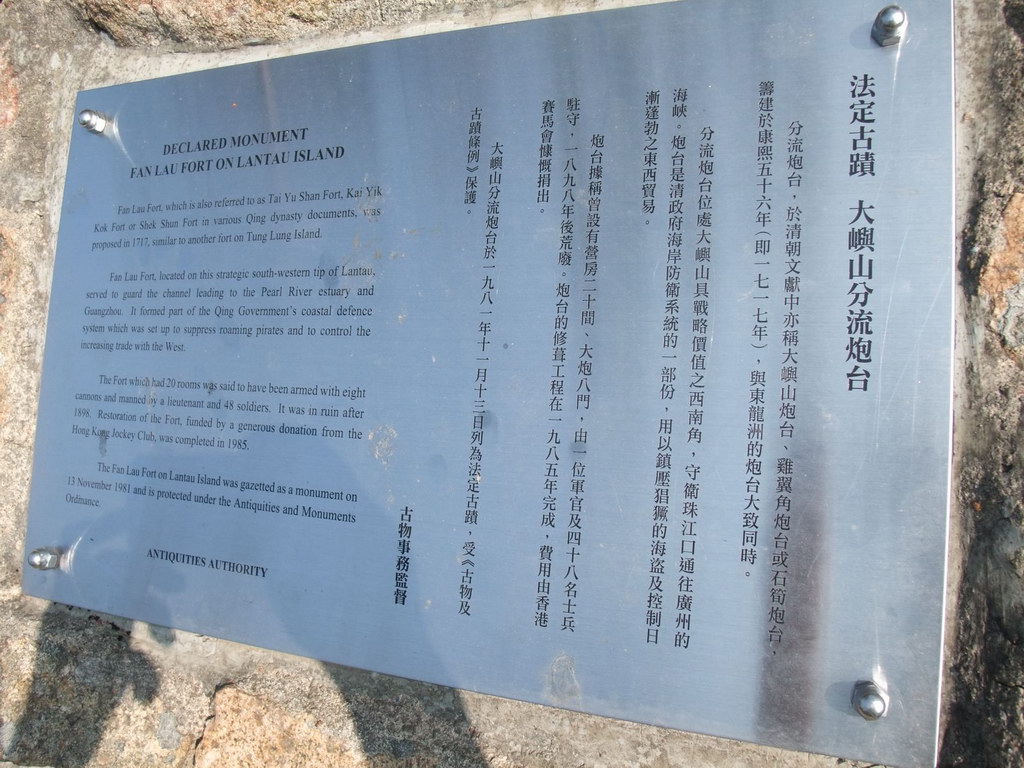 DECLARED MONUMENT
FAN LAU FORT ON LANTAU ISLAND
Fan Lau Fort, which is also referred to as Tai Yu Shan Fort, Kai Yik
Kok Fort or Shek Shun Fort in various Qing dynasty documents, was
proposed in 1717, similar to another fort on Tung Lung Island.
Fan Lau Fort, located on this strategic south-western tip of Lantau,
served to guard the channel leading to the Pearl River estuary and
Guangzhou. It formed part of the Qing Government's coastal defence
system which was set up to suppress roaming pirates and to control the
increasing trade with the West.
The Fort which had 20 rooms was said to have been armed with eight
cannons and manned by a lieutenant and 48 soldiers. It was in ruin after
1898. Restoration of the Fort, funded by a generous donation from the
Hong Kong Jockey Club, was completed in 1985.
The Fan Lau Fort on Lantau Island was gazetted as a monument on
13 November 1981 and is protected under the Antiquities and Monuments
Ordinance.
ANTIQUITIES AUTHORITY
法定古蹟 大嶼山分流炮台
分流炮台，於清朝文獻中亦稱大嶼山炮台、雞翼角炮台或石筍炮台，
籌建於康熙五十六年（即一七一七年），與東龍洲的炮台大致同時。
分流炮台位處大嶼山具戰略價值之西南角，守衛珠江口通往廣州的
海峽。炮台是清政府海岸防衛系統的一部份，用以鎮壓猖獗的海盜及控制日
漸蓬勃之東西貿易。
炮台據稱曾設有營房二十間、大炮八門，由一位軍官及四十八名士兵
駐守，一八九八年後荒廢。炮台的修葺工程在一九八五年完成，費用由香港
賽馬會慷慨捐出。
大嶼山分流炮台於一九八一年十一月十三日列為法定古蹟，受《古物及
古蹟條例》保護。
古物事務監督